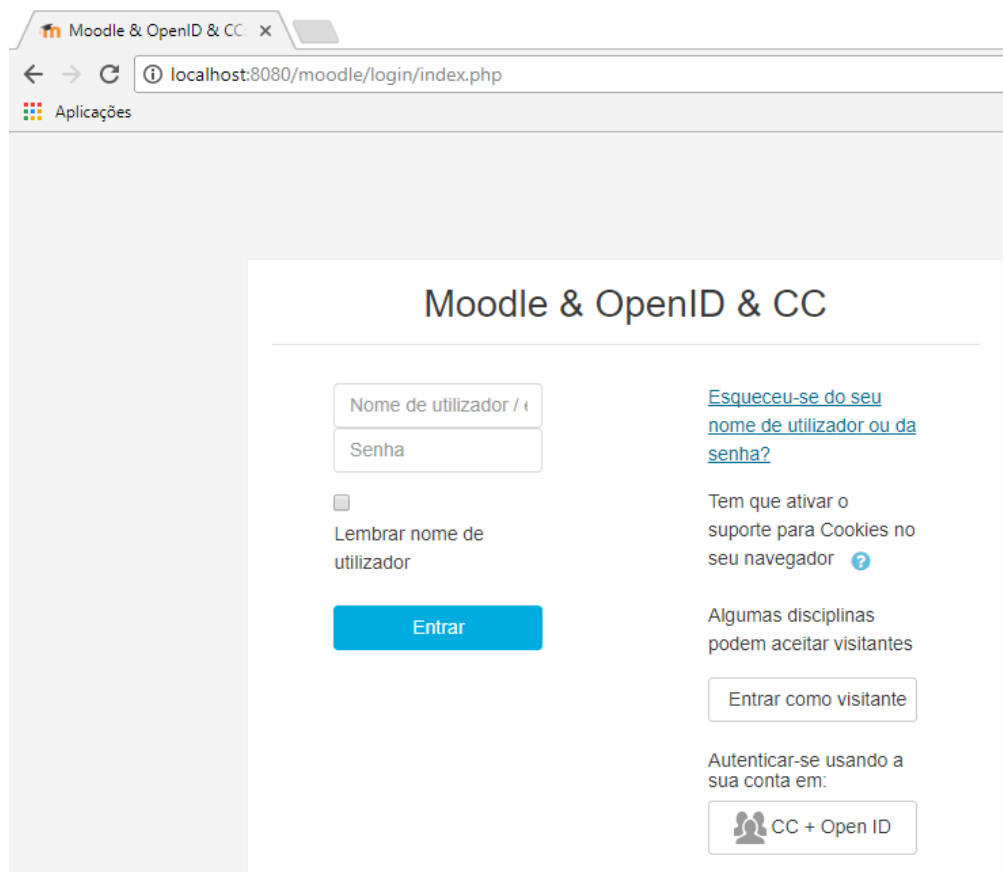 Moodle & OpenID & CC:
localhost:8080/moodle/login/index.php
Aplicações
Moodle & OpenID & CC
Nome de utilizador /
Senha
Lembrar nome de
utilizador
Entrar
Esqueceu-se do seu
nome de utilizador ou da
senha?
Tem que ativar o
suporte para Cookies no
seu navegador ?
Algumas disciplinas
podem aceitar visitantes
Entrar como visitante
Autenticar-se usando a
sua conta em:
CC + Open ID